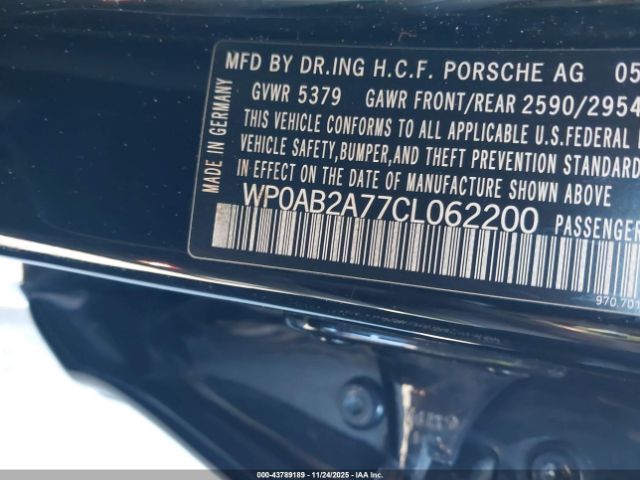 MFD BY DR.ING H.C.F. PORSCHE AG 05
GVWR 5379 GAWR FRONT/REAR 2590/2954
THIS VEHICLE CONFORMS TO ALL APPLICABLE U.S.FEDERAL
VEHICLE SAFETY,BUMPER,AND THEFT PREVENTION STANDARD
IN EFFECT ON THE DATE OF MANUFACTURE SHOWN ABOVE
WP0AB2A77CL062200 PASSENGER
MADE IN GERMANY
970.701
000-43789189 - 11/24/2025 - IAAI.COM